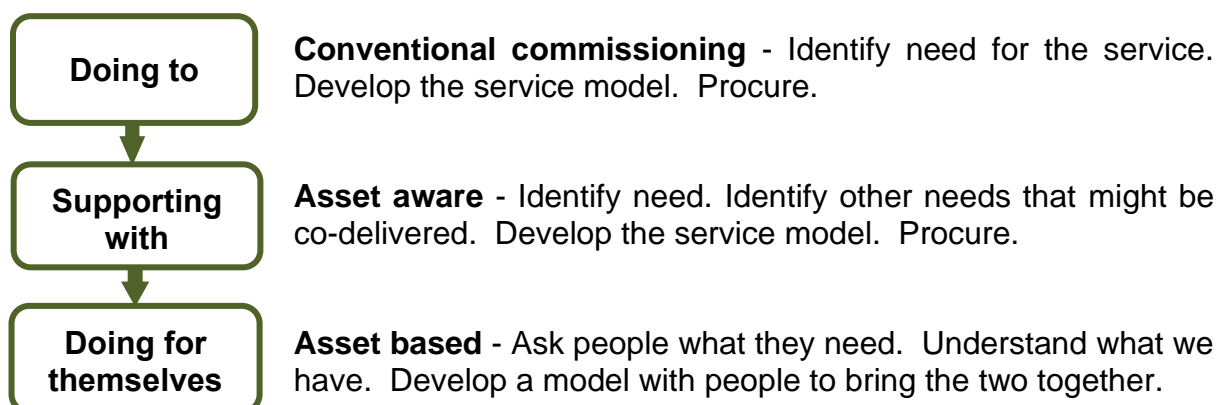 Doing to
Conventional commissioning - Identify need for the service.
Develop the service model. Procure.
Supporting
with
Asset aware - Identify need. Identify other needs that might be
co-delivered. Develop the service model. Procure.
Doing for
themselves
Asset based - Ask people what they need. Understand what we
have. Develop a model with people to bring the two together.